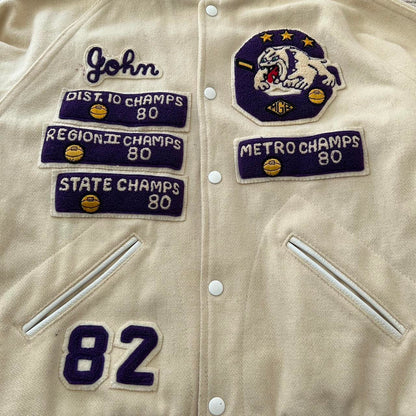 John
DIST. 10 CHAMPS
80
REGION II CHAMPS
80
STATE CHAMPS
80
METRO CHAMPS
80
82